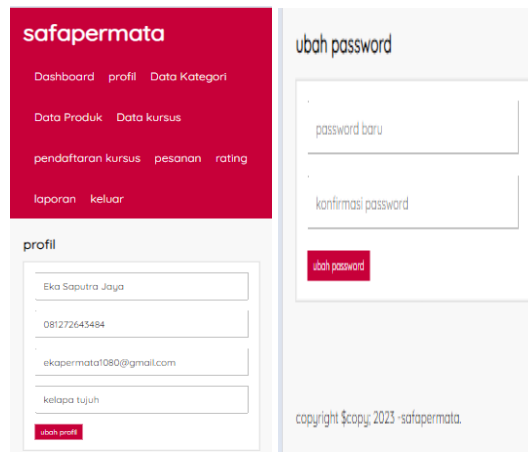 safapermata
Dashboard profil Data Kategori
Data Produk Data kursus
pendaftaran kursus pesanan rating
laporan keluar
profil
Eka Saputra Jaya
081272643484
ekapermata1080@gmail.com
kelapa tujuh
ubah profil
ubah password
password baru
konfirmasi password
ubah password
copyright $copy; 2023 -safapermata.